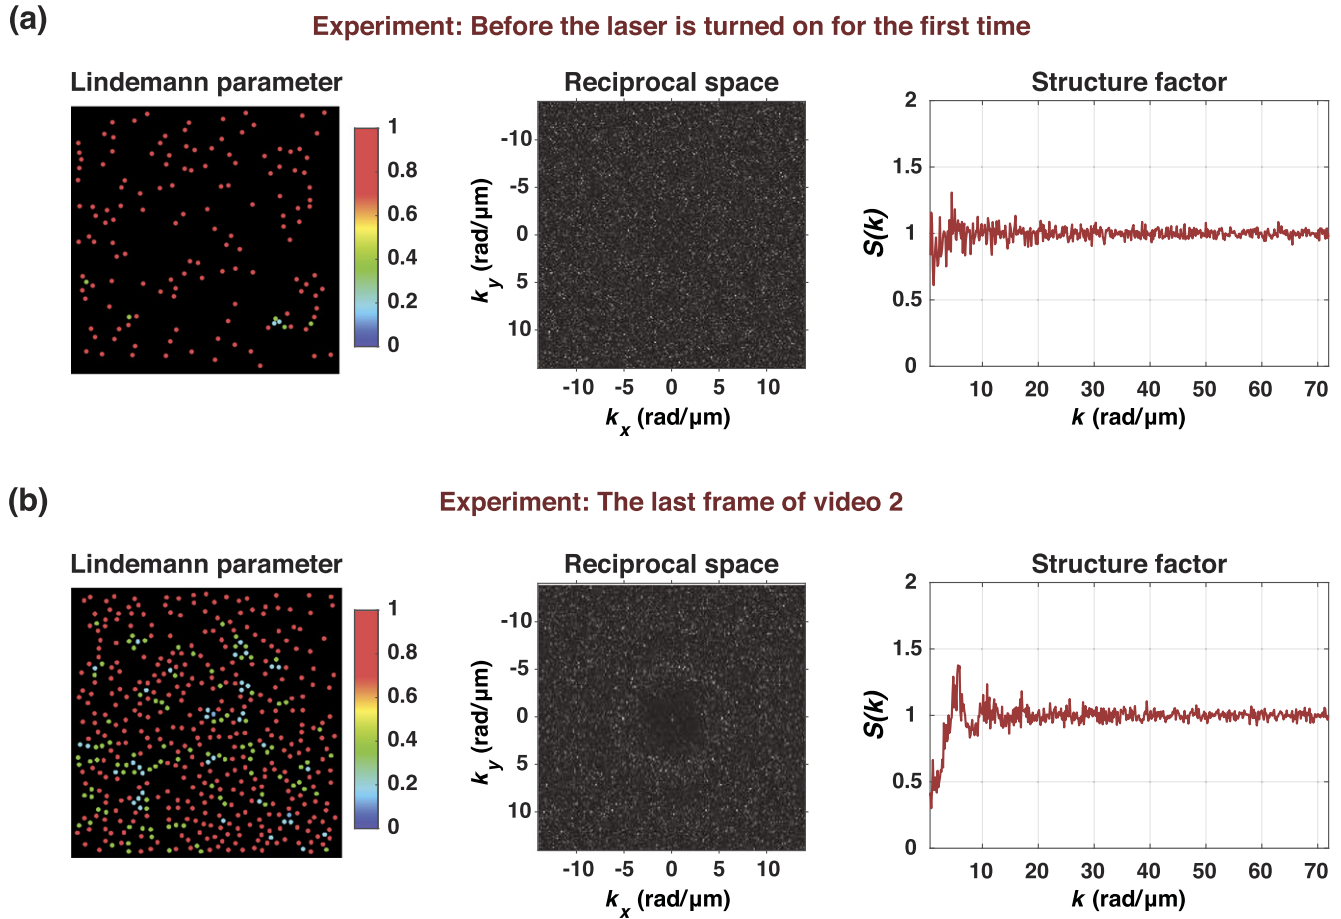 (a)
Experiment: Before the laser is turned on for the first time
Lindemann parameter
1
0.8
0.6
0.4
0.2
0
Reciprocal space
k_y (rad/µm)
-10
-5
0
5
10
-10 -5 0 5 10
k_x (rad/µm)
Structure factor
S(k)
2
1.5
1
0.5
0
10 20 30 40 50 60 70
k (rad/µm)
(b)
Experiment: The last frame of video 2
Lindemann parameter
1
0.8
0.6
0.4
0.2
0
Reciprocal space
k_y (rad/µm)
-10
-5
0
5
10
-10 -5 0 5 10
k_x (rad/µm)
Structure factor
S(k)
2
1.5
1
0.5
0
10 20 30 40 50 60 70
k (rad/µm)